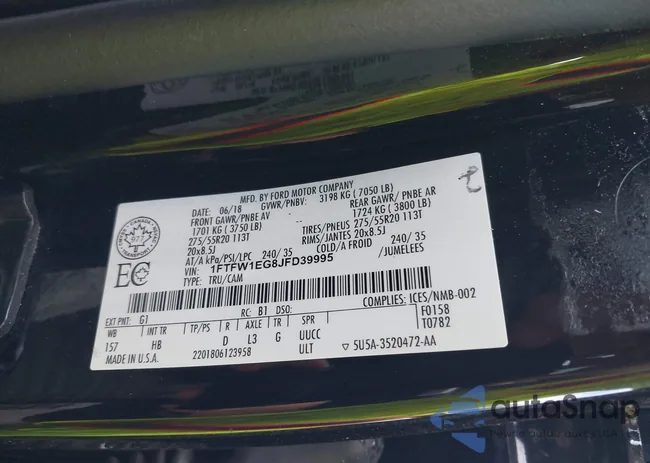 MFD. BY FORD MOTOR COMPANY
DATE: 06/18 GVWR/PNBV: 3198 KG ( 7050 LB)
FRONT GAWR/ PNBE AV REAR GAWR/ PNBE AR
1701 KG ( 3750 LB) 1724 KG ( 3800 LB)
275/55R20 113T TIRES/PNEUS 275/55R20 113T
20x8.5J RIMS/JANTES 20x8.5J
AT/A kPa/PSI/LPC 240/ 35 COLD/A FROID 240/ 35
VIN: 1FTFW1EG8JFD39995 /JUMELEES
TYPE: TRU/CAM
EC
COMPLIES: ICES/NMB-002
EXT PNT: G1 RC: B1 DSO: F0158
WB INT TR TP/PS R AXLE TR SPR T0782
157 HB D L3 G UUCC
MADE IN U.S.A. 2201806123958 ULT ▽ 5U5A-3520472-AA
autoSnap